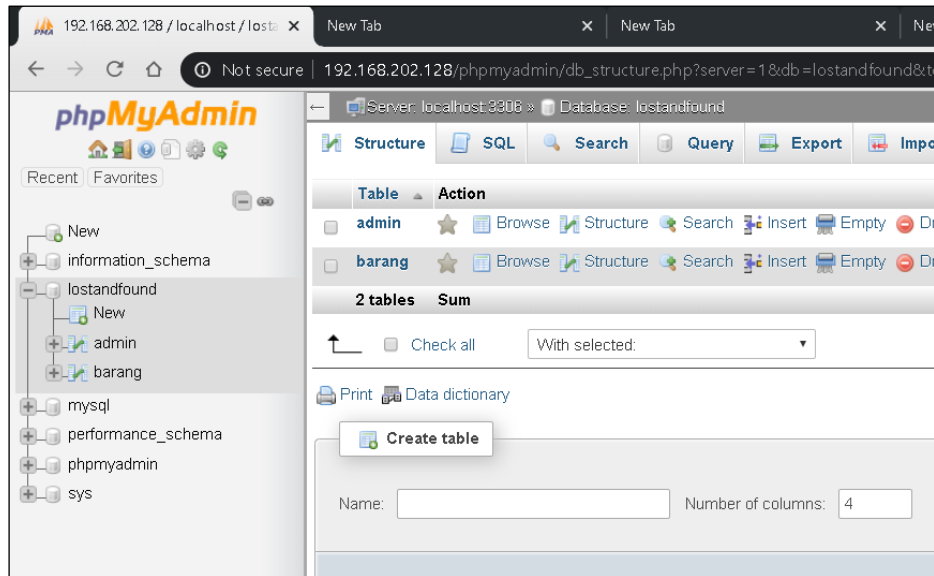 192.168.202.128 / localhost / losta
New Tab
New Tab
Ne
Not secure | 192.168.202.128/phpmyadmin/db_structure.php?server=1&db=lostandfound&t
phpMyAdmin
Recent Favorites
New
information_schema
lostandfound
New
admin
barang
mysql
performance_schema
phpmyadmin
sys
Server: localhost:3306 » Database: lostandfound
Structure SQL Search Query Export Impo
Table Action
admin Browse Structure Search Insert Empty Dr
barang Browse Structure Search Insert Empty Dr
2 tables Sum
Check all With selected:
Print Data dictionary
Create table
Name: Number of columns: 4